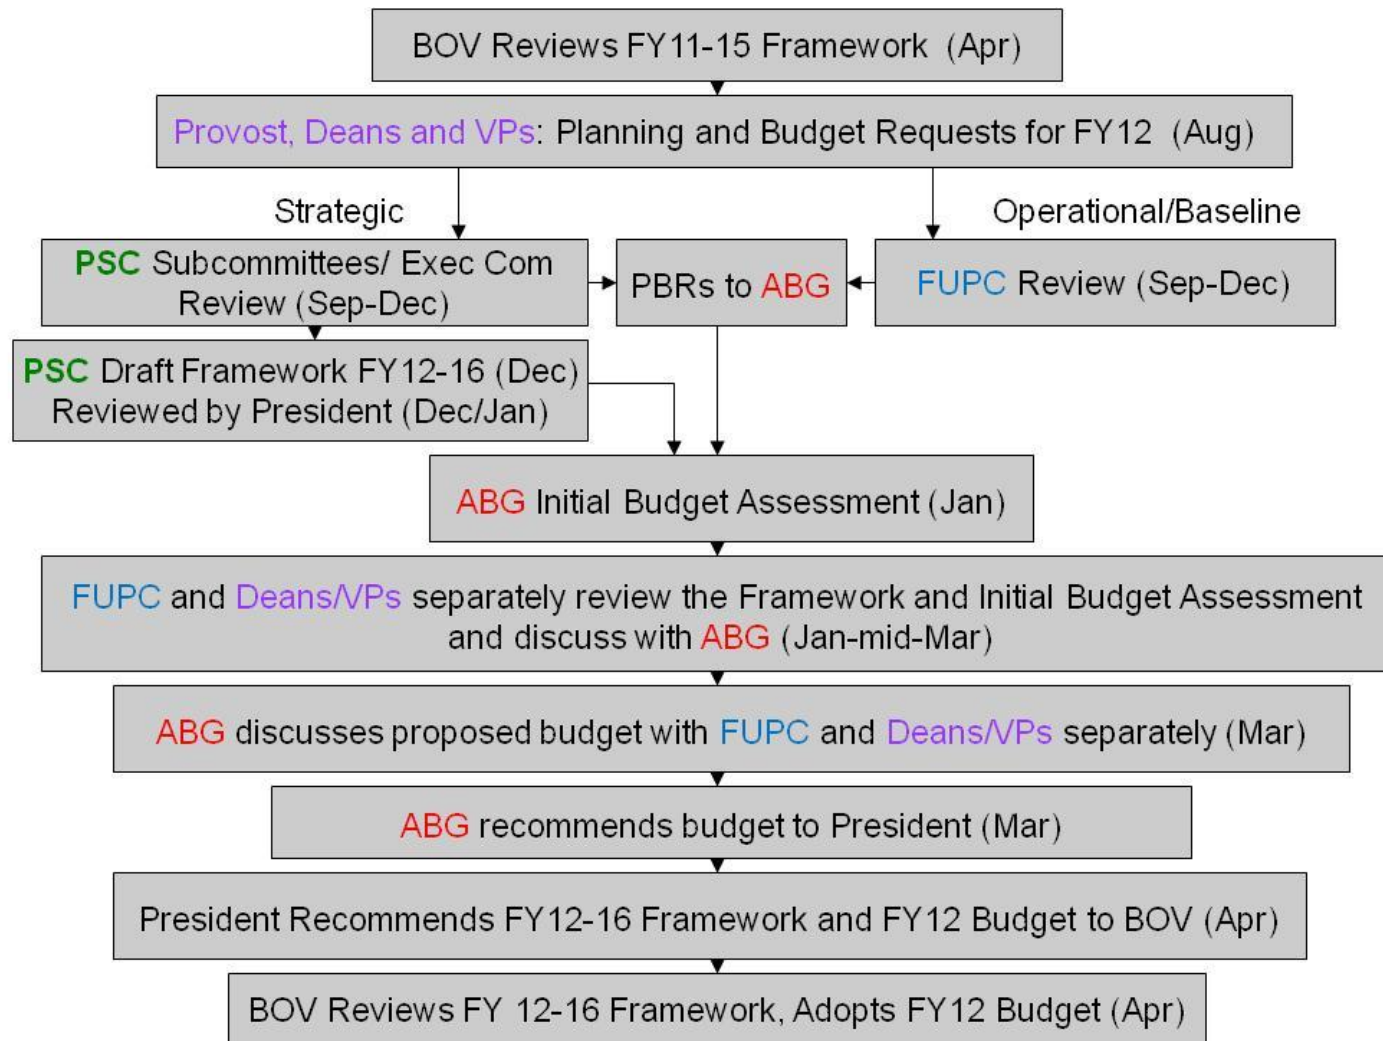 BOV Reviews FY11-15 Framework (Apr)
Provost, Deans and VPs: Planning and Budget Requests for FY12 (Aug)
Strategic
Operational/Baseline
PSC Subcommittees/ Exec Com
Review (Sep-Dec)
PBRs to ABG
FUPC Review (Sep-Dec)
PSC Draft Framework FY12-16 (Dec)
Reviewed by President (Dec/Jan)
ABG Initial Budget Assessment (Jan)
FUPC and Deans/VPs separately review the Framework and Initial Budget Assessment
and discuss with ABG (Jan-mid-Mar)
ABG discusses proposed budget with FUPC and Deans/VPs separately (Mar)
ABG recommends budget to President (Mar)
President Recommends FY12-16 Framework and FY12 Budget to BOV (Apr)
BOV Reviews FY 12-16 Framework, Adopts FY12 Budget (Apr)